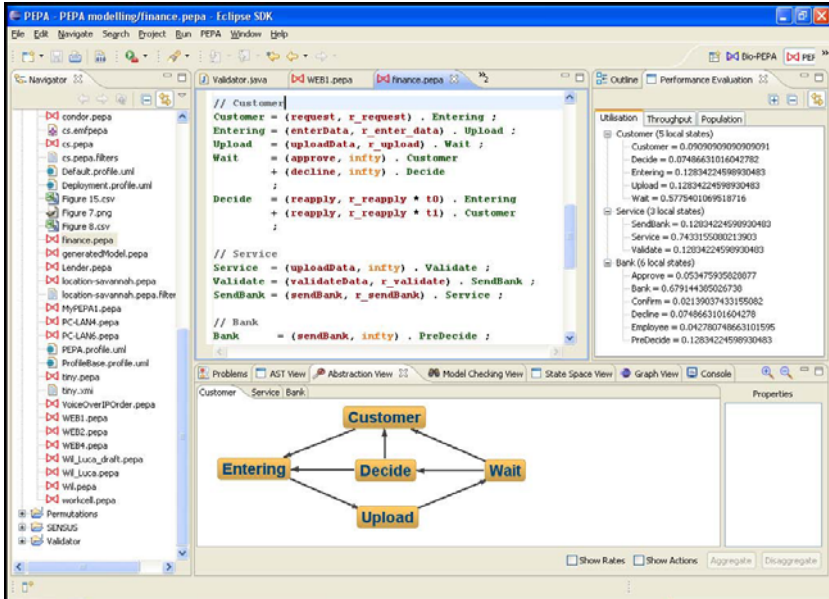 PEPA - PEPA modelling/finance.pepa - Eclipse SDK
File Edit Navigate Search Project Run PEPA Window Help
Bio-PEPA PEP »
Navigator
condor.pepa
cs.emfpepa
cs.pepa
cs.pepa.filters
Default.profile.uml
Deployment.profile.uml
Figure 15.csv
Figure 7.png
Figure 8.csv
finance.pepa
generatedModel.pepa
Lender.pepa
location-savannah.pepa
location-savannah.pepa.filter
MyPEPA1.pepa
PC-LAN4.pepa
PC-LAN6.pepa
PEPA.profile.uml
ProfileBase.profile.uml
tiny.pepa
tiny.xmi
VoiceOverIPOrder.pepa
WEB1.pepa
WEB2.pepa
WEB4.pepa
Wil_Luca_draft.pepa
Wil_Luca.pepa
Wil.pepa
workcell.pepa
Permutations
SENSUS
Validator
Validator.java WEB1.pepa finance.pepa »2
// Customer
Customer = (request, r_request) . Entering ;
Entering = (enterData, r_enter_data) . Upload ;
Upload = (uploadData, r_upload) . Wait ;
Wait = (approve, infty) . Customer
+ (decline, infty) . Decide
;
Decide = (reapply, r_reapply * t0) . Entering
+ (reapply, r_reapply * t1) . Customer
;
// Service
Service = (uploadData, infty) . Validate ;
Validate = (validateData, r_validate) . SendBank ;
SendBank = (sendBank, r_sendBank) . Service ;
// Bank
Bank = (sendBank, infty) . PreDecide ;
Outline Performance Evaluation
Utilisation Throughput Population
Customer (5 local states)
Customer = 0.09090909090909091
Decide = 0.07486631016042782
Entering = 0.12834224598930483
Upload = 0.12834224598930483
Wait = 0.5775401069518716
Service (3 local states)
SendBank = 0.12834224598930483
Service = 0.7433155080213903
Validate = 0.12834224598930483
Bank (6 local states)
Approve = 0.053475935828877
Bank = 0.679144385026738
Confirm = 0.02139037433155082
Decline = 0.0748663101604278
Employee = 0.042780748663101595
PreDecide = 0.12834224598930483
Problems AST View Abstraction View Model Checking View State Space View Graph View Console
Customer Service Bank
Properties
Customer
Entering Decide Wait
Upload
Show Rates Show Actions Aggregate Disaggregate